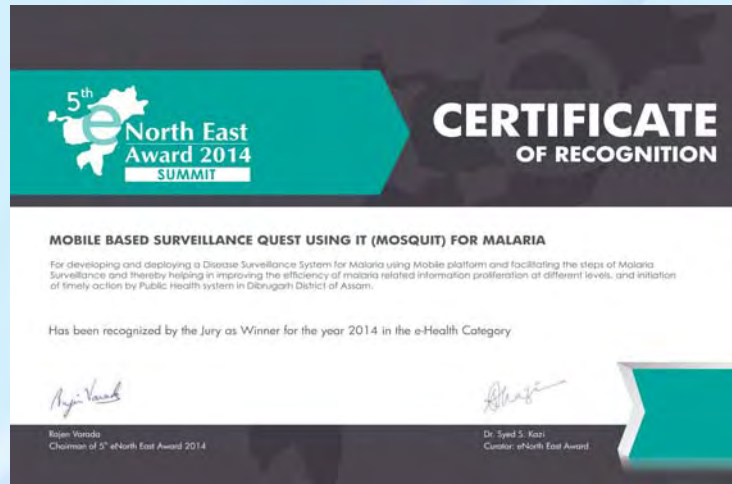 5th
eNorth East
Award 2014
SUMMIT
CERTIFICATE
OF RECOGNITION
MOBILE BASED SURVEILLANCE QUEST USING IT (MOSQUIT) FOR MALARIA
For developing and deploying a Disease Surveillance System for Malaria using Mobile platform and facilitating the steps of Malaria
Surveillance and thereby helping in improving the efficiency of malaria related information proliferation at different levels, and initiation
of timely action by Public Health system in Dibrugarh District of Assam.
Has been recognized by the Jury as Winner for the year 2014 in the e-Health Category
Rajen Varada
Rajen Varada
Chairman of 5th eNorth East Award 2014
Dr. Syed S. Kazi
Curator: eNorth East Award